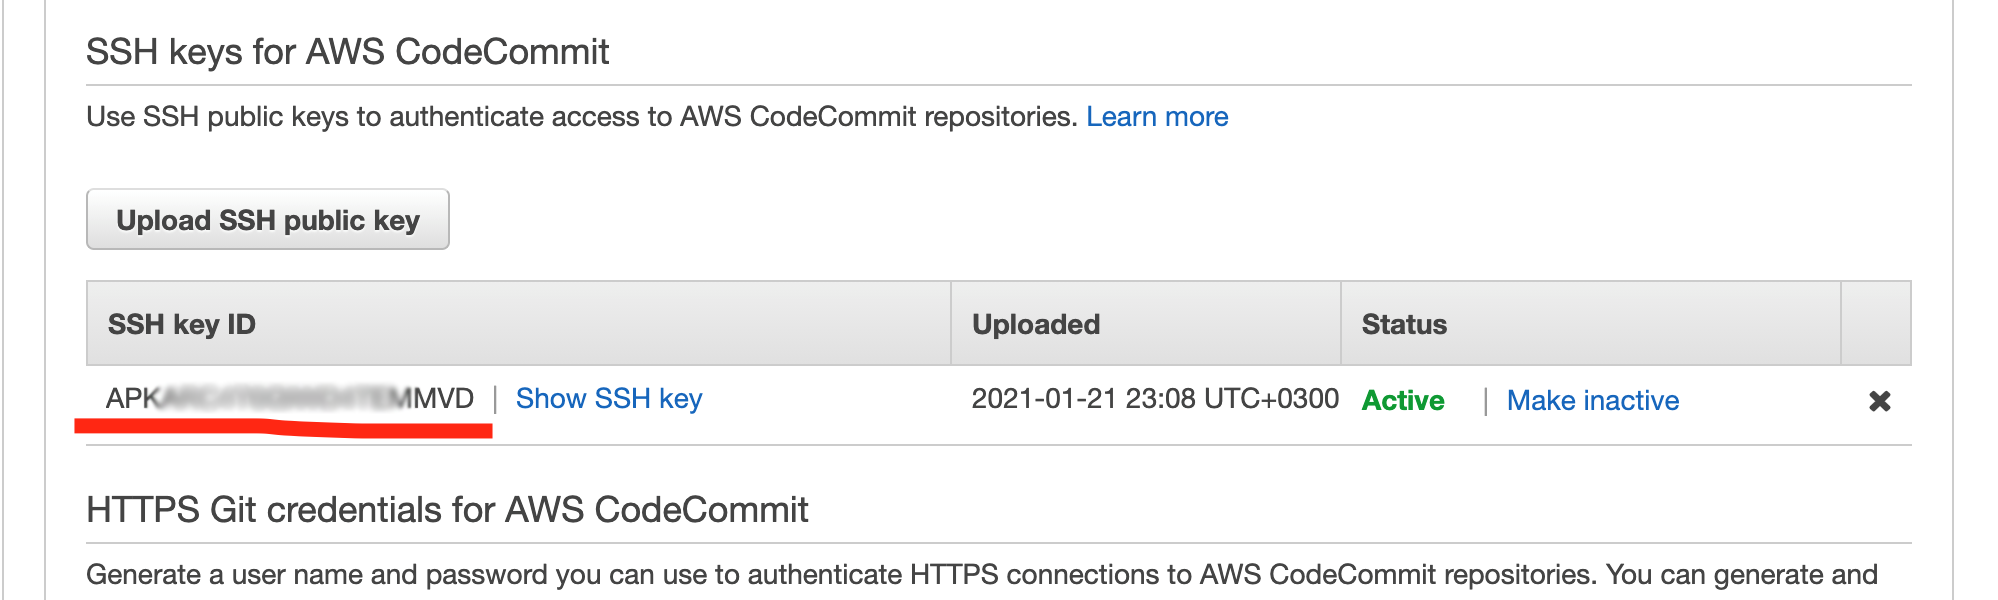 SSH keys for AWS CodeCommit
Use SSH public keys to authenticate access to AWS CodeCommit repositories. Learn more
Upload SSH public key
SSH key ID Uploaded Status
| Show SSH key 2021-01-21 23:08 UTC+0300 Active | Make inactive ✖
HTTPS Git credentials for AWS CodeCommit
Generate a user name and password you can use to authenticate HTTPS connections to AWS CodeCommit repositories. You can generate and